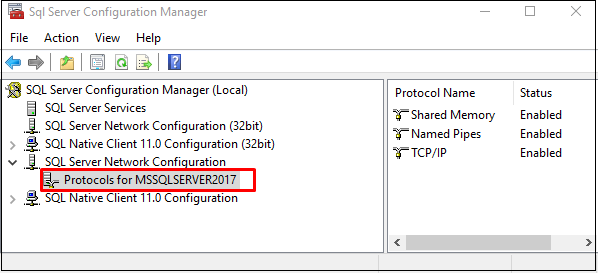 Sql Server Configuration Manager
File Action View Help
SQL Server Configuration Manager (Local)
SQL Server Services
SQL Server Network Configuration (32bit)
SQL Native Client 11.0 Configuration (32bit)
SQL Server Network Configuration
Protocols for MSSQLSERVER2017
SQL Native Client 11.0 Configuration
Protocol Name Status
Shared Memory Enabled
Named Pipes Enabled
TCP/IP Enabled